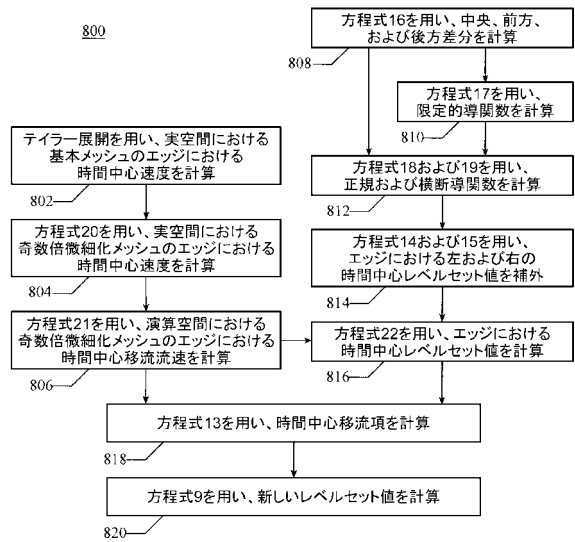 800
方程式16を用い、中央、前方、
および後方差分を計算
808
方程式17を用い、
限定的導関数を計算
810
テイラー展開を用い、実空間における
基本メッシュのエッジにおける
時間中心速度を計算
802
方程式18および19を用い、
正規および横断導関数を計算
812
方程式20を用い、実空間における
奇数倍微細化メッシュのエッジにおける
時間中心速度を計算
804
方程式14および15を用い、
エッジにおける左および右の
時間中心レベルセット値を補外
814
方程式21を用い、演算空間における
奇数倍微細化メッシュのエッジにおける
時間中心移流流速を計算
806
方程式22を用い、エッジにおける
時間中心レベルセット値を計算
816
方程式13を用い、時間中心移流項を計算
818
方程式9を用い、新しいレベルセット値を計算
820